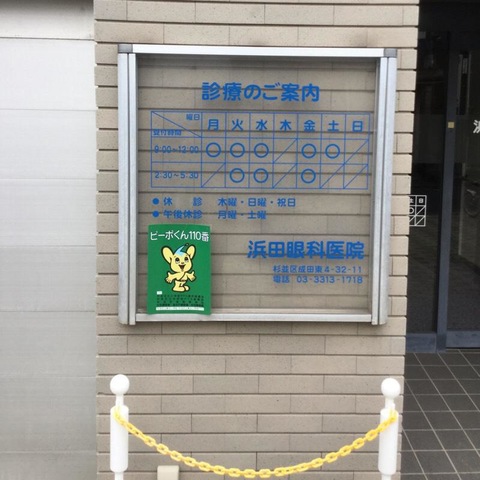 診療のご案内
曜日 月 火 水 木 金 土 日
受付時間
9:00~12:00 ○ ○ ○ ○ ○
2:30~5:30 ○ ○ ○
● 休 診 木曜・日曜・祝日
● 午後休診 月曜・土曜
浜田眼科医院
杉並区成田東4-32-11
電話 03-3313-1718
ピーポくん110番